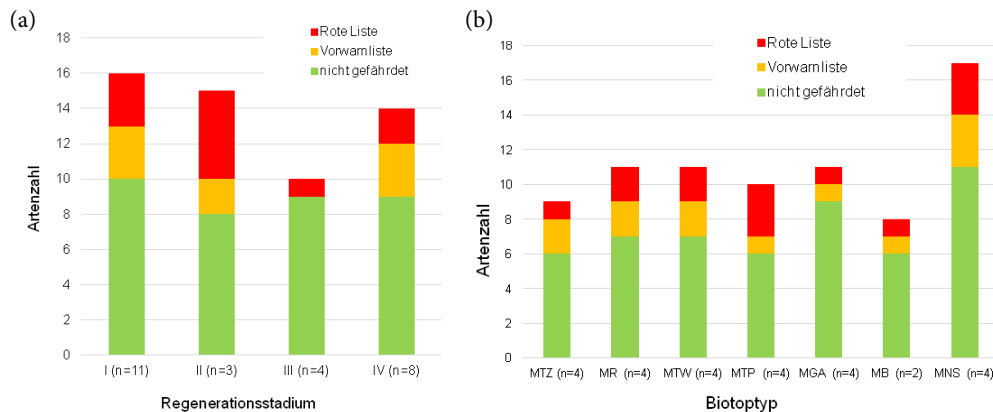 (a)
Rote Liste
Vorwarnliste
nicht gefährdet
18
16
14
12
10
8
6
4
2
0
Artenzahl
I (n=11) II (n=3) III (n=4) IV (n=8)
Regenerationsstadium
(b)
Rote Liste
Vorwarnliste
nicht gefährdet
18
16
14
12
10
8
6
4
2
0
Artenzahl
MTZ (n=4) MR (n=4) MTW (n=4) MTP (n=4) MGA (n=4) MB (n=2) MNS (n=4)
Biotoptyp